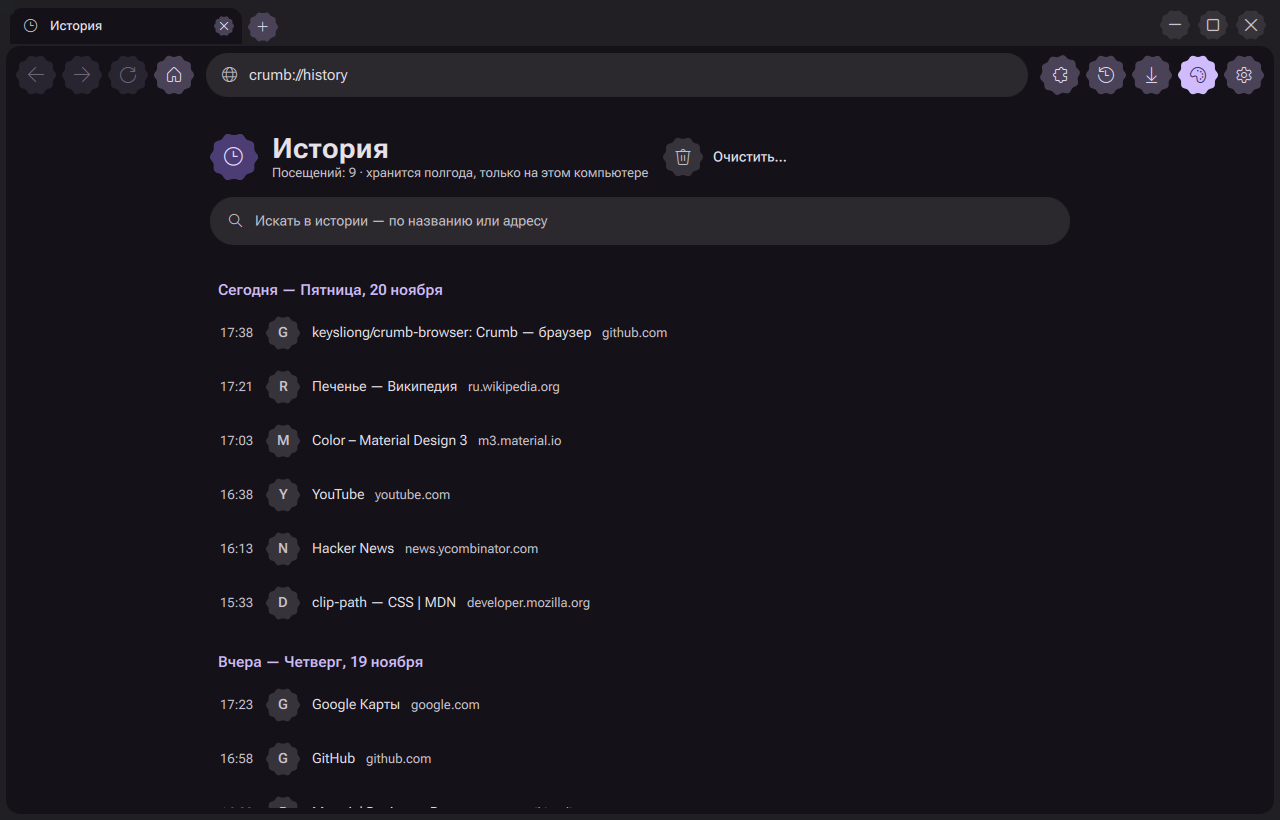 История
crumb://history
История
Посещений: 9 · хранится полгода, только на этом компьютере
Очистить...
Искать в истории — по названию или адресу
Сегодня — Пятница, 20 ноября
17:38 G keysliong/crumb-browser: Crumb — браузер github.com
17:21 R Печенье — Википедия ru.wikipedia.org
17:03 M Color – Material Design 3 m3.material.io
16:38 Y YouTube youtube.com
16:13 N Hacker News news.ycombinator.com
15:33 D clip-path — CSS | MDN developer.mozilla.org
Вчера — Четверг, 19 ноября
17:23 G Google Карты google.com
16:58 G GitHub github.com